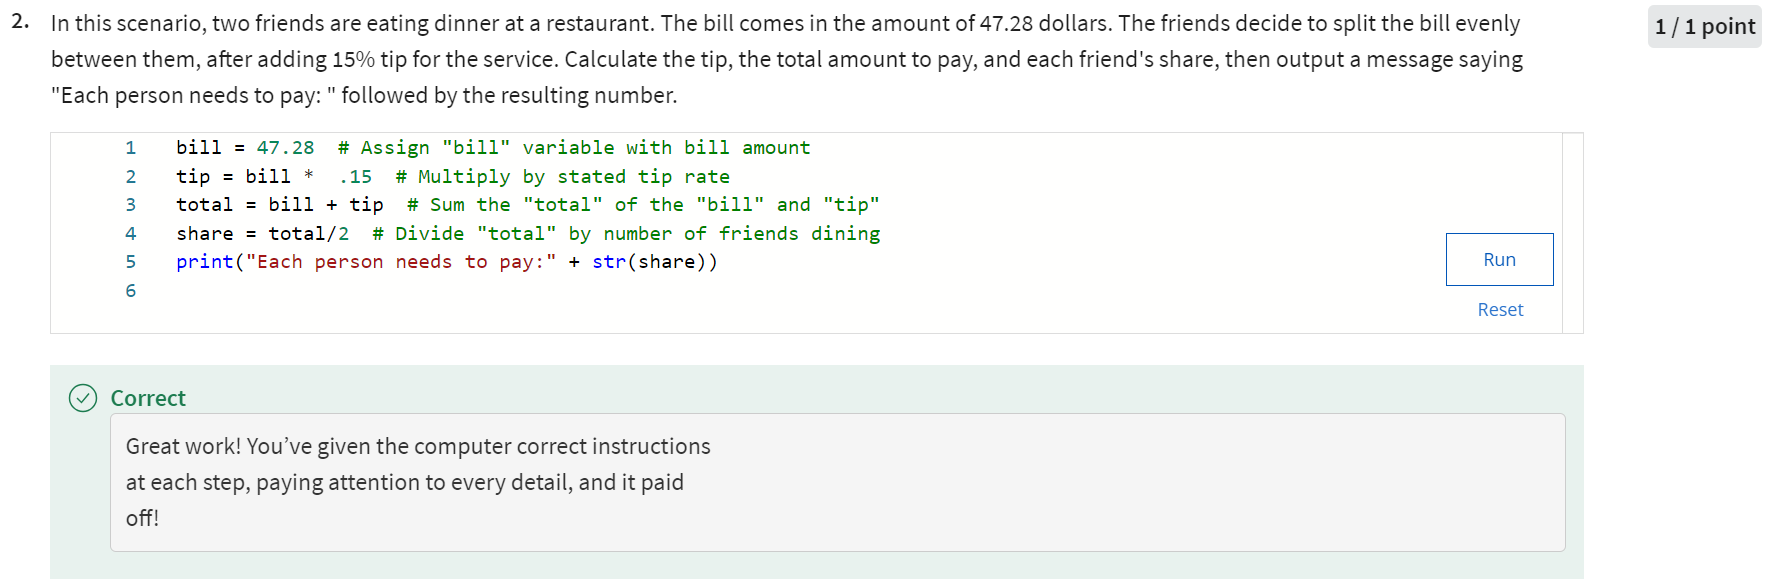 2. In this scenario, two friends are eating dinner at a restaurant. The bill comes in the amount of 47.28 dollars. The friends decide to split the bill evenly
1 / 1 point
between them, after adding 15% tip for the service. Calculate the tip, the total amount to pay, and each friend's share, then output a message saying
"Each person needs to pay: " followed by the resulting number.
1 bill = 47.28  # Assign "bill" variable with bill amount
2 tip = bill *  .15  # Multiply by stated tip rate
3 total = bill + tip  # Sum the "total" of the "bill" and "tip"
4 share = total/2  # Divide "total" by number of friends dining
5 print("Each person needs to pay:" + str(share))
6
Run
Reset
Correct
Great work! You’ve given the computer correct instructions
at each step, paying attention to every detail, and it paid
off!